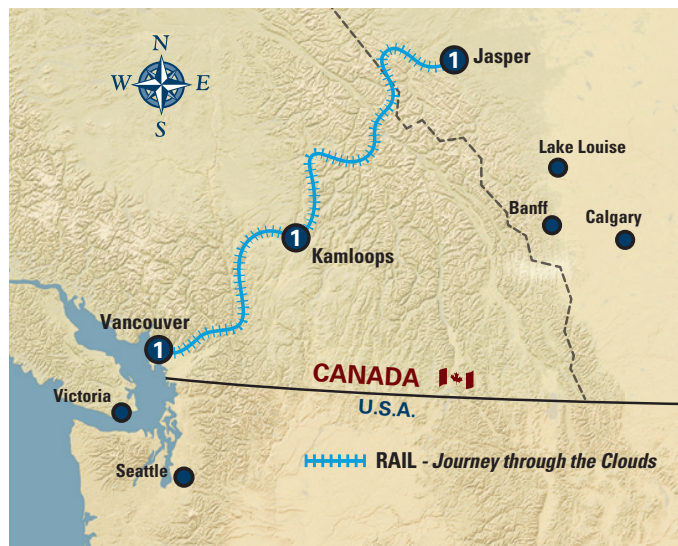 N
W E
S
1 Jasper
Lake Louise
Banff
Calgary
1
Kamloops
Vancouver
1
CANADA
U.S.A.
Victoria
Seattle
RAIL - Journey through the Clouds